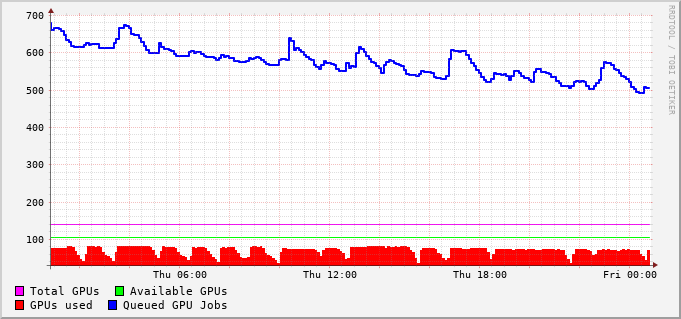 700
600
500
400
300
200
100
Thu 06:00 Thu 12:00 Thu 18:00 Fri 00:00
Total GPUs Available GPUs
GPUs used Queued GPU Jobs
RRDTOOL / TOBI OETIKER